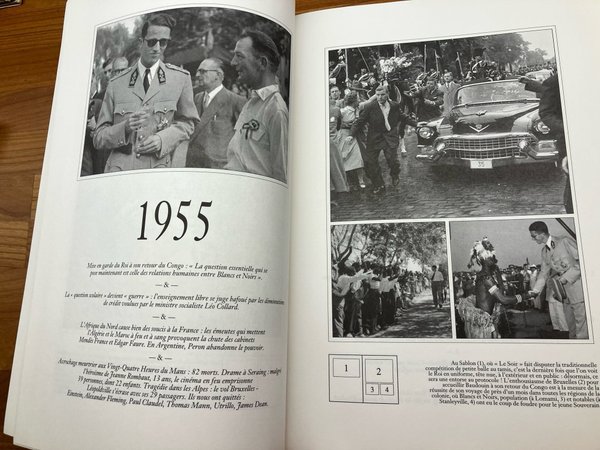 1955
Mise en garde du Roi à son retour du Congo : « La question essentielle qui se
pose maintenant est celle des relations humaines entre Blancs et Noirs ».
— & —
La « question scolaire » devient « guerre » : l'enseignement libre se juge bafoué par les diminutions
de crédit voulues par le ministre socialiste Léo Collard.
— & —
L'Afrique du Nord cause bien des soucis à la France : les émeutes qui mettent
l'Algérie et le Maroc à feu et à sang provoquent la chute des cabinets
Mendès France et Edgar Faure. En Argentine, Peron abandonne le pouvoir.
— & —
Accrochage meurtrier aux Vingt-Quatre Heures du Mans : 82 morts. Drame à Seraing : malgré
l'héroïsme de Jeanne Rombaut, 13 ans, le cinéma en feu emprisonne
39 personnes, dont 22 enfants. Tragédie dans les Alpes : le vol Bruxelles -
Léopoldville s'écrase avec ses 29 passagers. Ils nous ont quittés :
Einstein, Alexander Fleming, Paul Claudel, Thomas Mann, Utrillo, James Dean.
1
2
3 4
Au Sablon (1), où « Le Soir » fait disputer la traditionnelle
compétition de petite balle au tamis, c'est la dernière fois que l'on voit
le Roi en uniforme, tête nue, à l'extérieur et en public : désormais, ce
sera une entorse au protocole ! L'enthousiasme de Bruxelles (2) pour
accueillir Baudouin à son retour du Congo est à la mesure de la
réussite de son voyage de près d'un mois dans toutes les régions de la
colonie, où Blancs et Noirs, population (à Lomami, 3) et notables (à
Stanleyville, 4) ont eu le coup de foudre pour le jeune Souverain